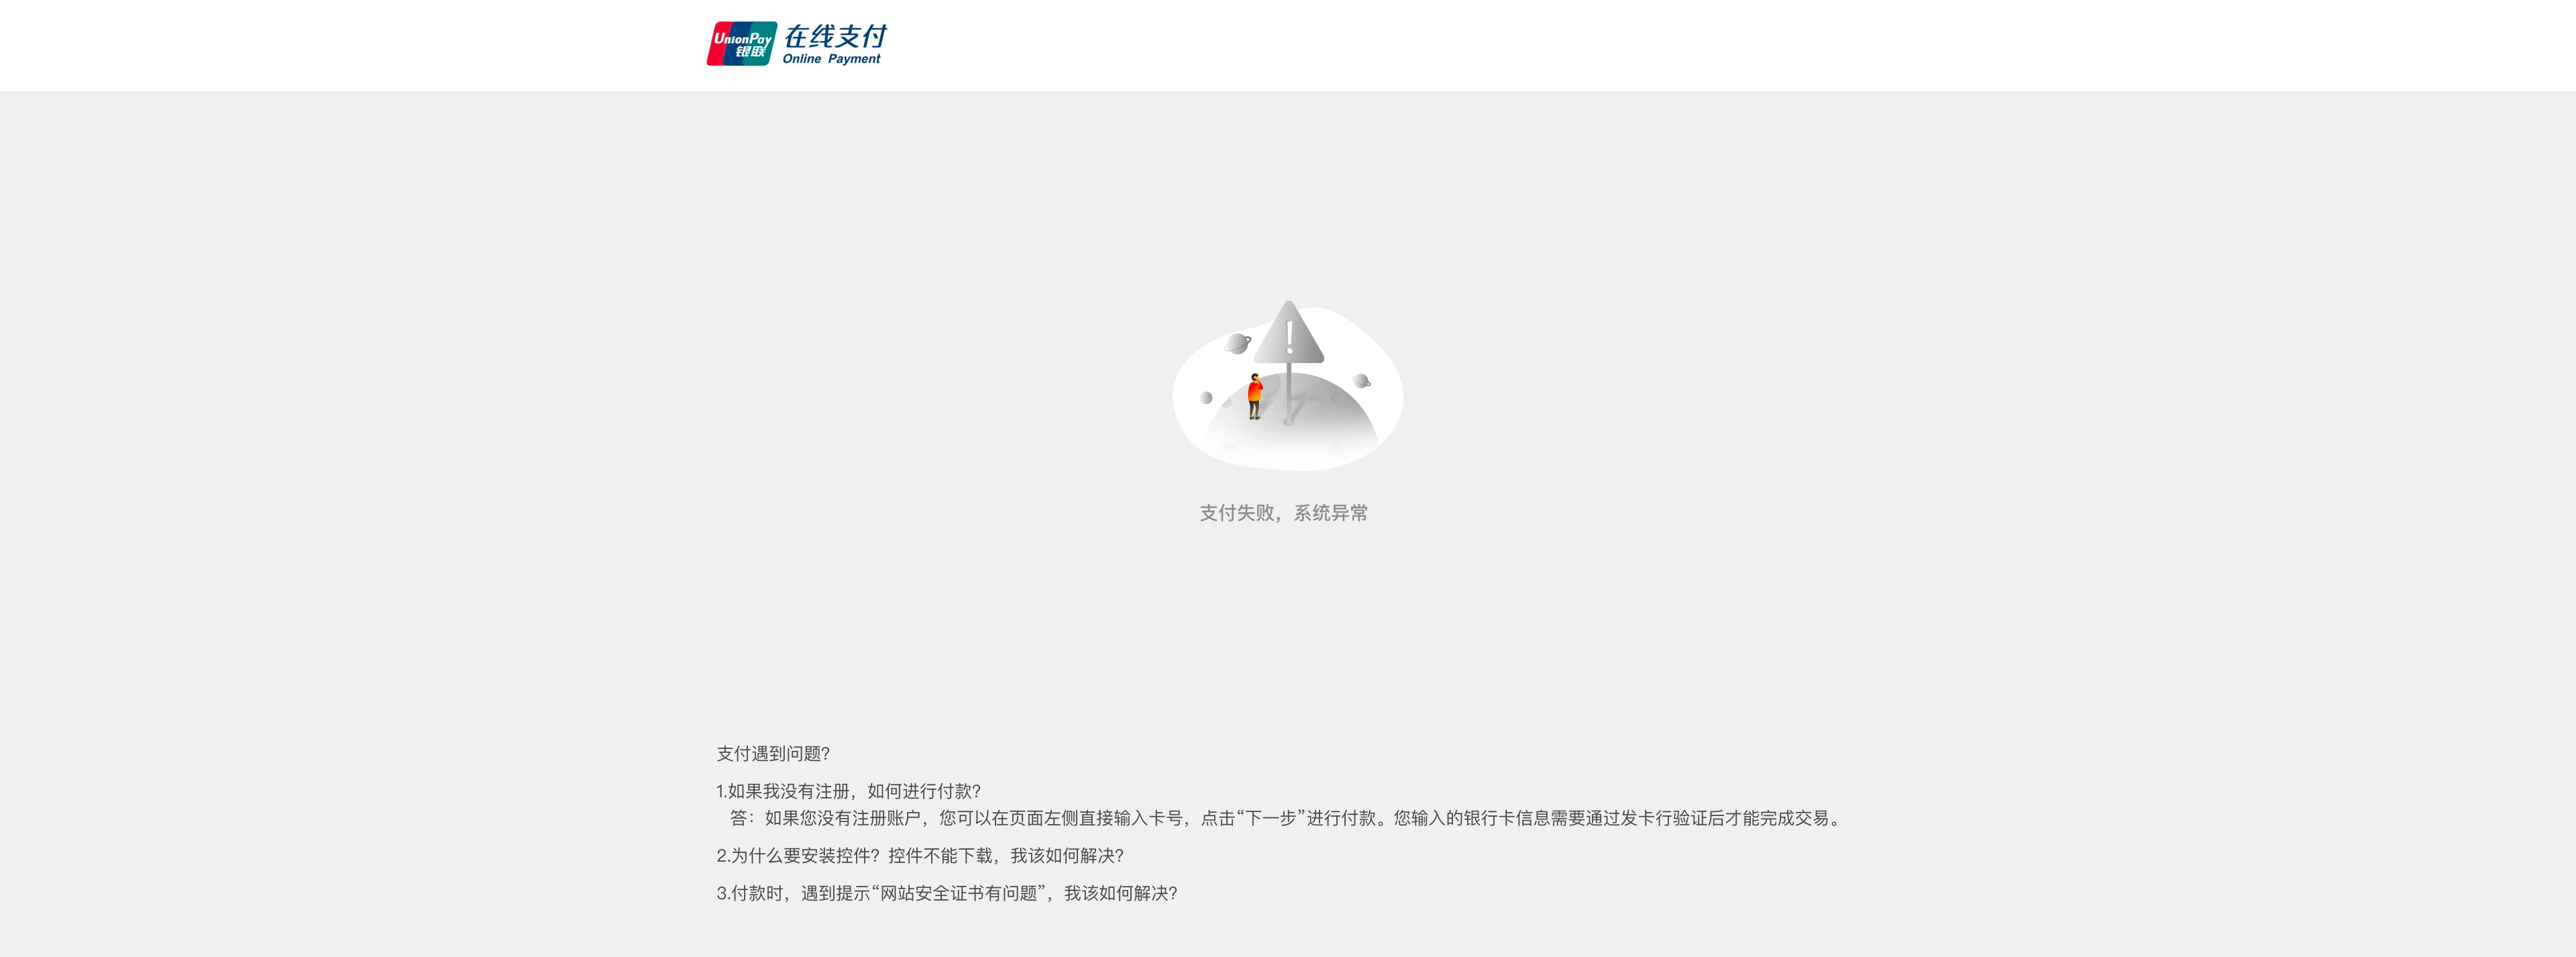 UnionPay
银联
在线支付
Online Payment
!
支付失败，系统异常
支付遇到问题？
1.如果我没有注册，如何进行付款？
答：如果您没有注册账户，您可以在页面左侧直接输入卡号，点击“下一步”进行付款。您输入的银行卡信息需要通过发卡行验证后才能完成交易。
2.为什么要安装控件？控件不能下载，我该如何解决？
3.付款时，遇到提示“网站安全证书有问题”，我该如何解决？